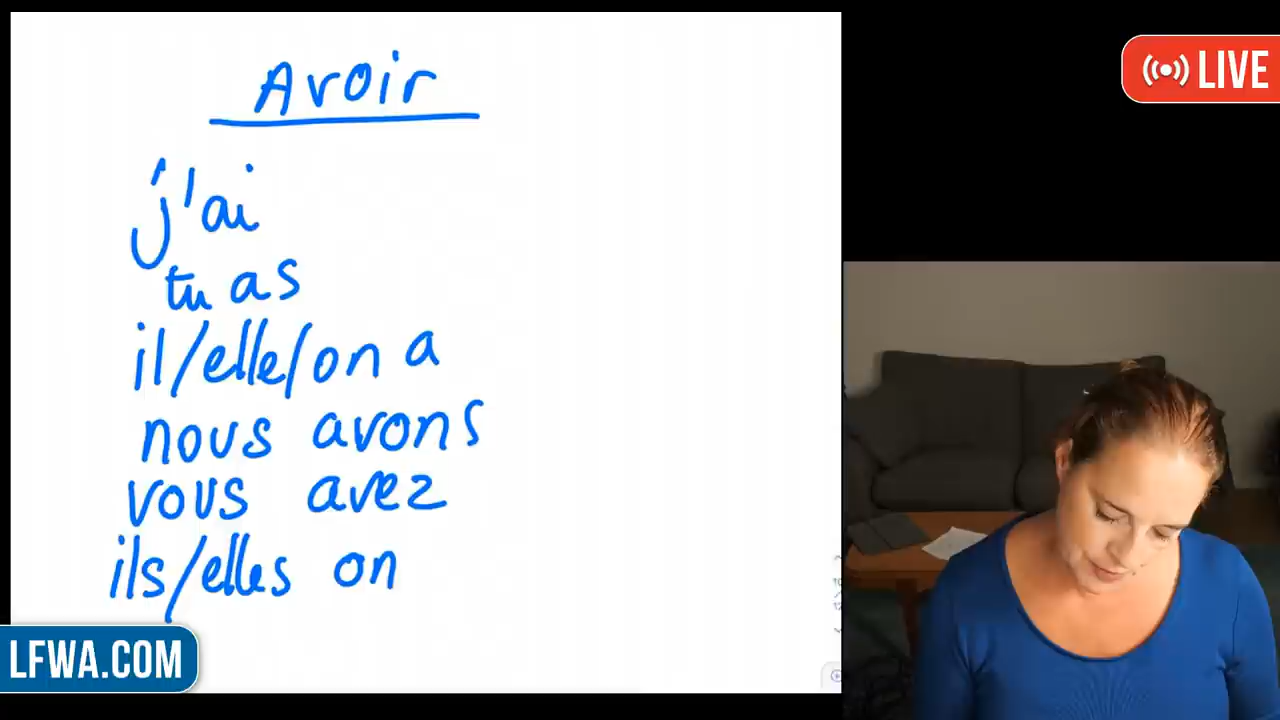 Avoir
LIVE
j'ai
tu as
il/elle/on a
nous avons
vous avez
ils/elles on
LFWA.COM